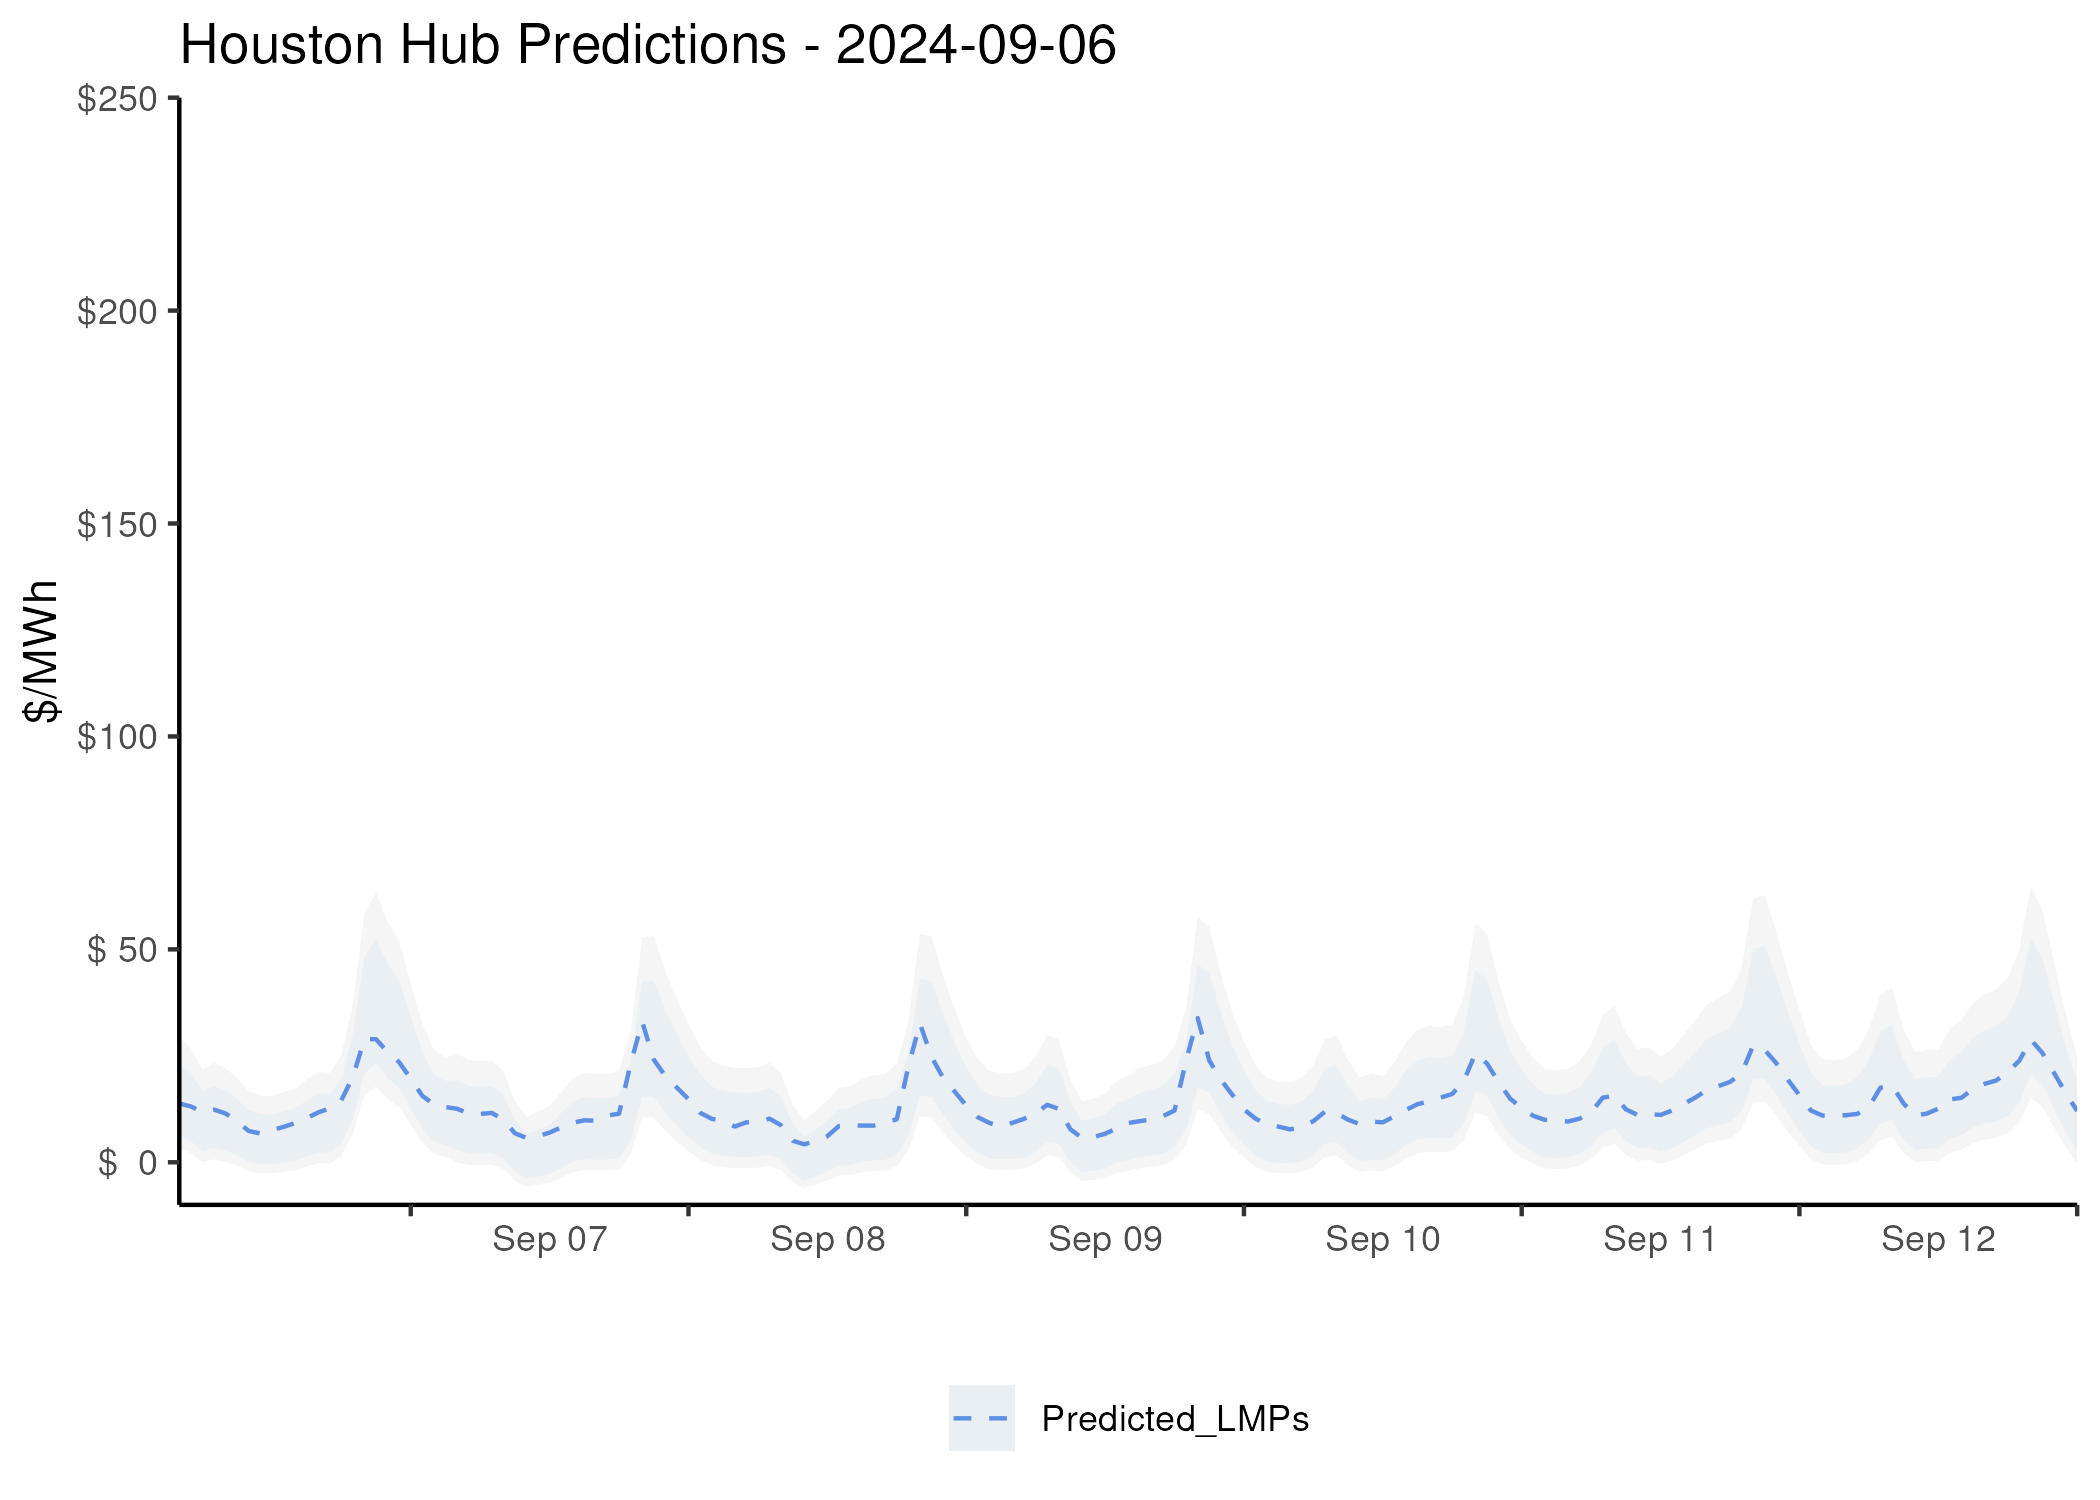 Houston Hub Predictions - 2024-09-06
$250
$200
$150
$100
$ 50
$  0
$/MWh
Sep 07
Sep 08
Sep 09
Sep 10
Sep 11
Sep 12
Predicted_LMPs